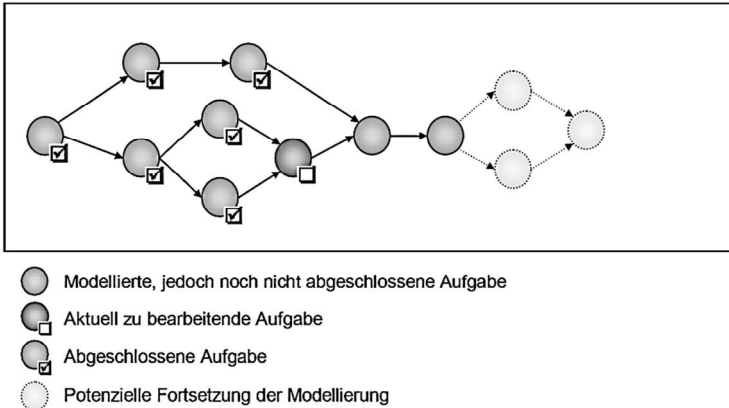 Modellierte, jedoch noch nicht abgeschlossene Aufgabe
Aktuell zu bearbeitende Aufgabe
Abgeschlossene Aufgabe
Potenzielle Fortsetzung der Modellierung